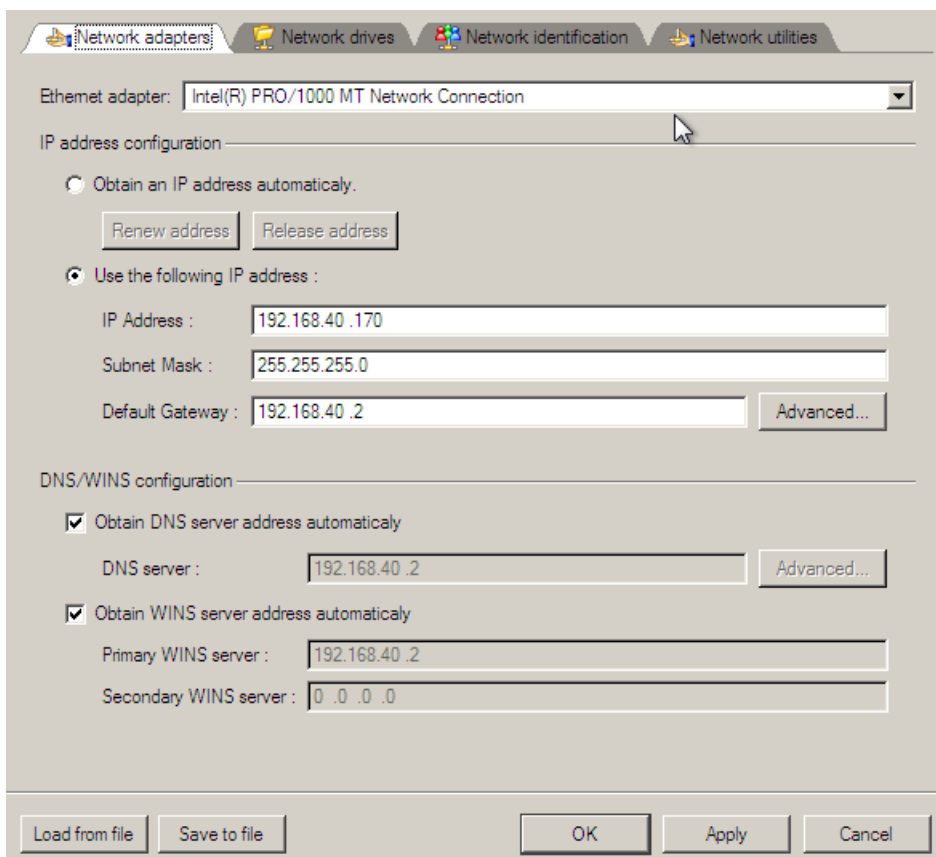 Network adapters Network drives Network identification Network utilities
Ethernet adapter: Intel(R) PRO/1000 MT Network Connection
IP address configuration
Obtain an IP address automaticaly.
Renew address Release address
Use the following IP address :
IP Address : 192.168.40 .170
Subnet Mask : 255.255.255.0
Default Gateway : 192.168.40 .2 Advanced...
DNS/WINS configuration
Obtain DNS server address automaticaly
DNS server : 192.168.40 .2 Advanced...
Obtain WINS server address automaticaly
Primary WINS server : 192.168.40 .2
Secondary WINS server : 0 .0 .0 .0
Load from file Save to file OK Apply Cancel